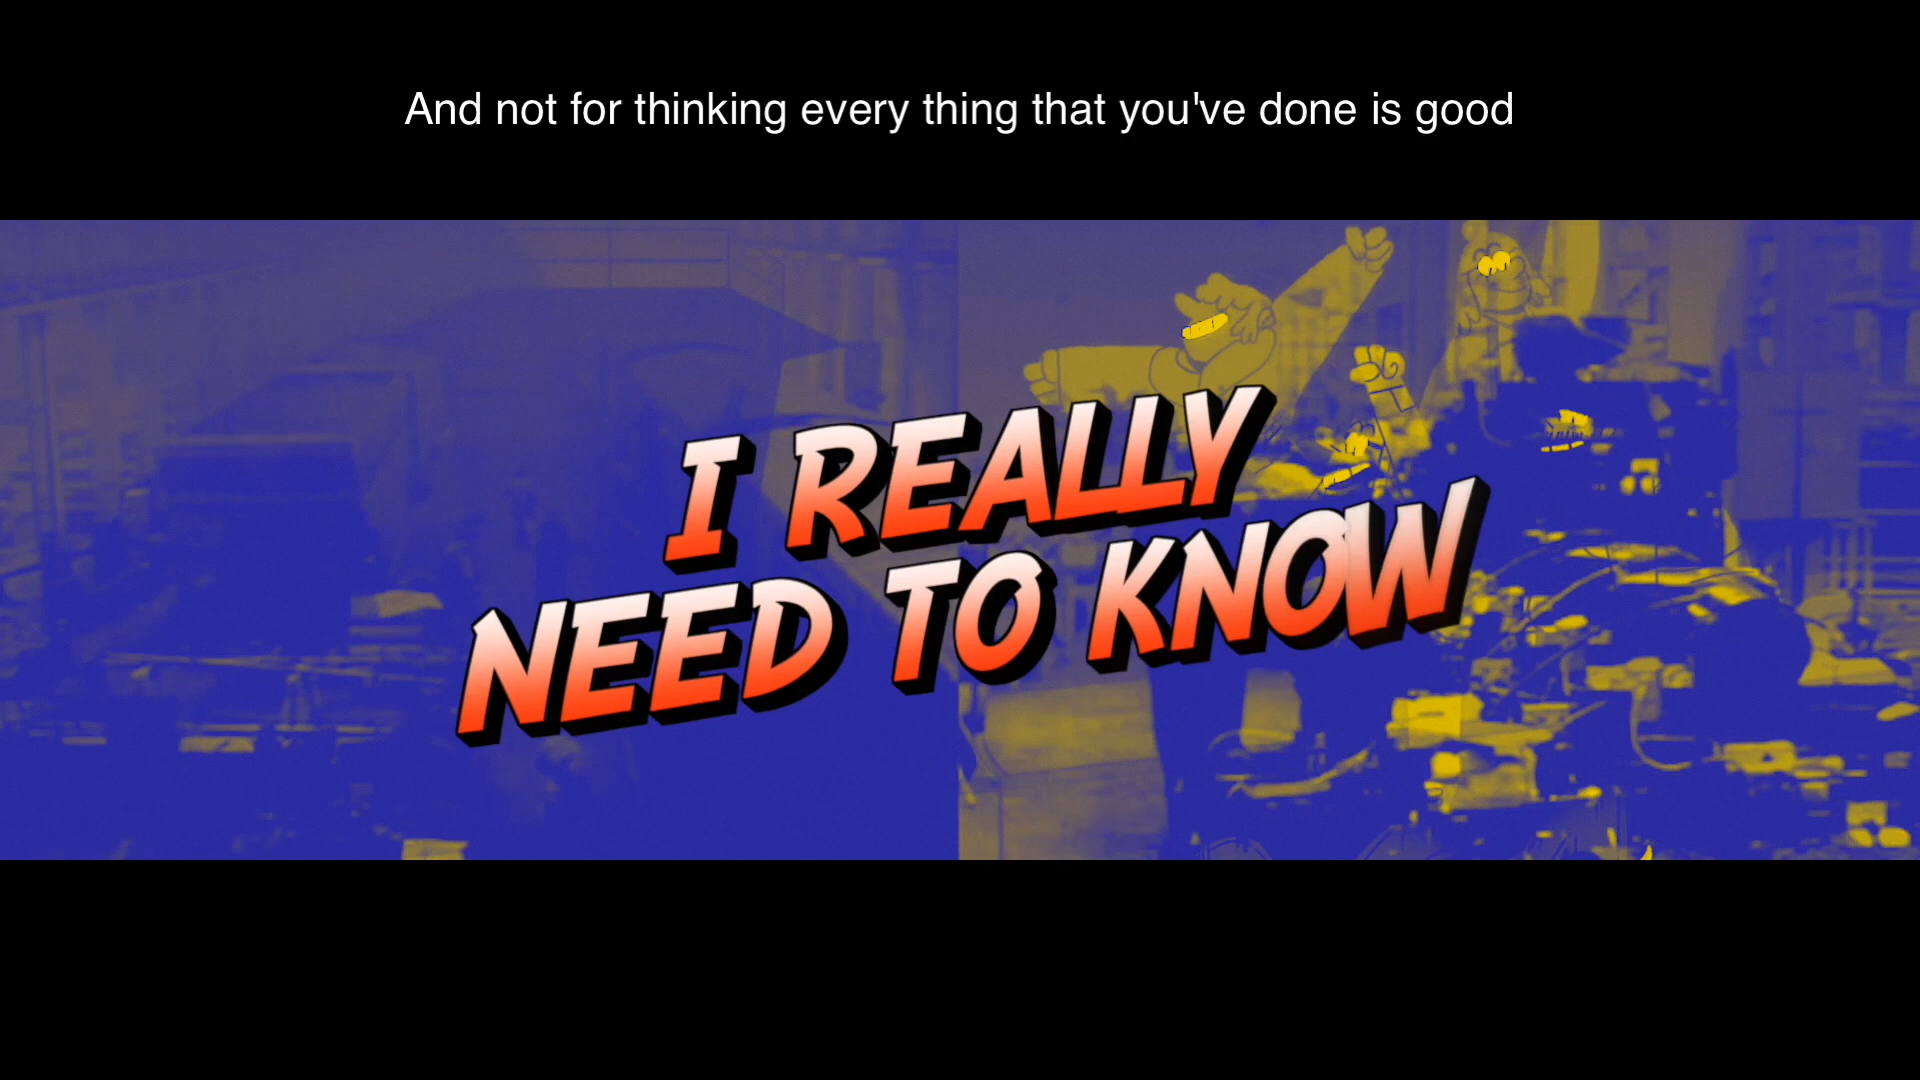 And not for thinking every thing that you've done is good
I REALLY
NEED TO KNOW